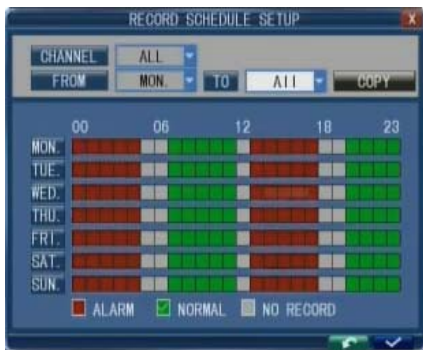 RECORD SCHEDULE SETUP X
CHANNEL ALL
FROM MON. TO All COPY
00 06 12 18 23
MON.
TUE.
WED.
THU.
FRI.
SAT.
SUN.
ALARM NORMAL NO RECORD